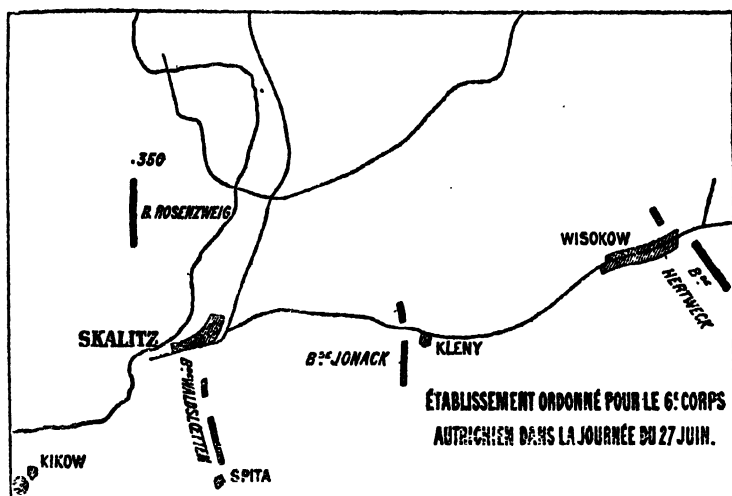 .350
B. ROSENZWEIG
WISOKOW
Bde HERTWECK
SKALITZ
Bde JONACK
KLENY
Bde WALDSLOETTEN
ÉTABLISSEMENT ORDONNÉ POUR LE 6e CORPS
AUTRICHIEN DANS LA JOURNÉE DU 27 JUIN.
KIKOW
SPITA